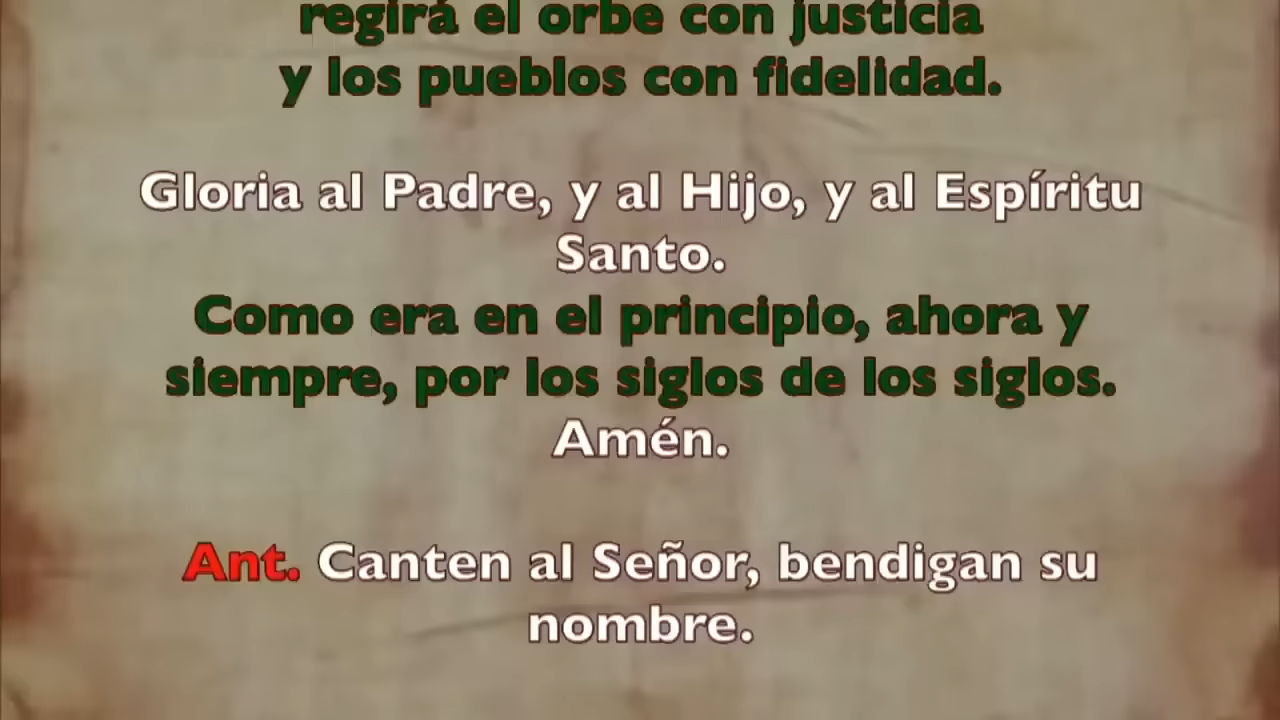 regirá el orbe con justicia
y los pueblos con fidelidad.
Gloria al Padre, y al Hijo, y al Espíritu
Santo.
Como era en el principio, ahora y
siempre, por los siglos de los siglos.
Amén.
Ant. Canten al Señor, bendigan su
nombre.